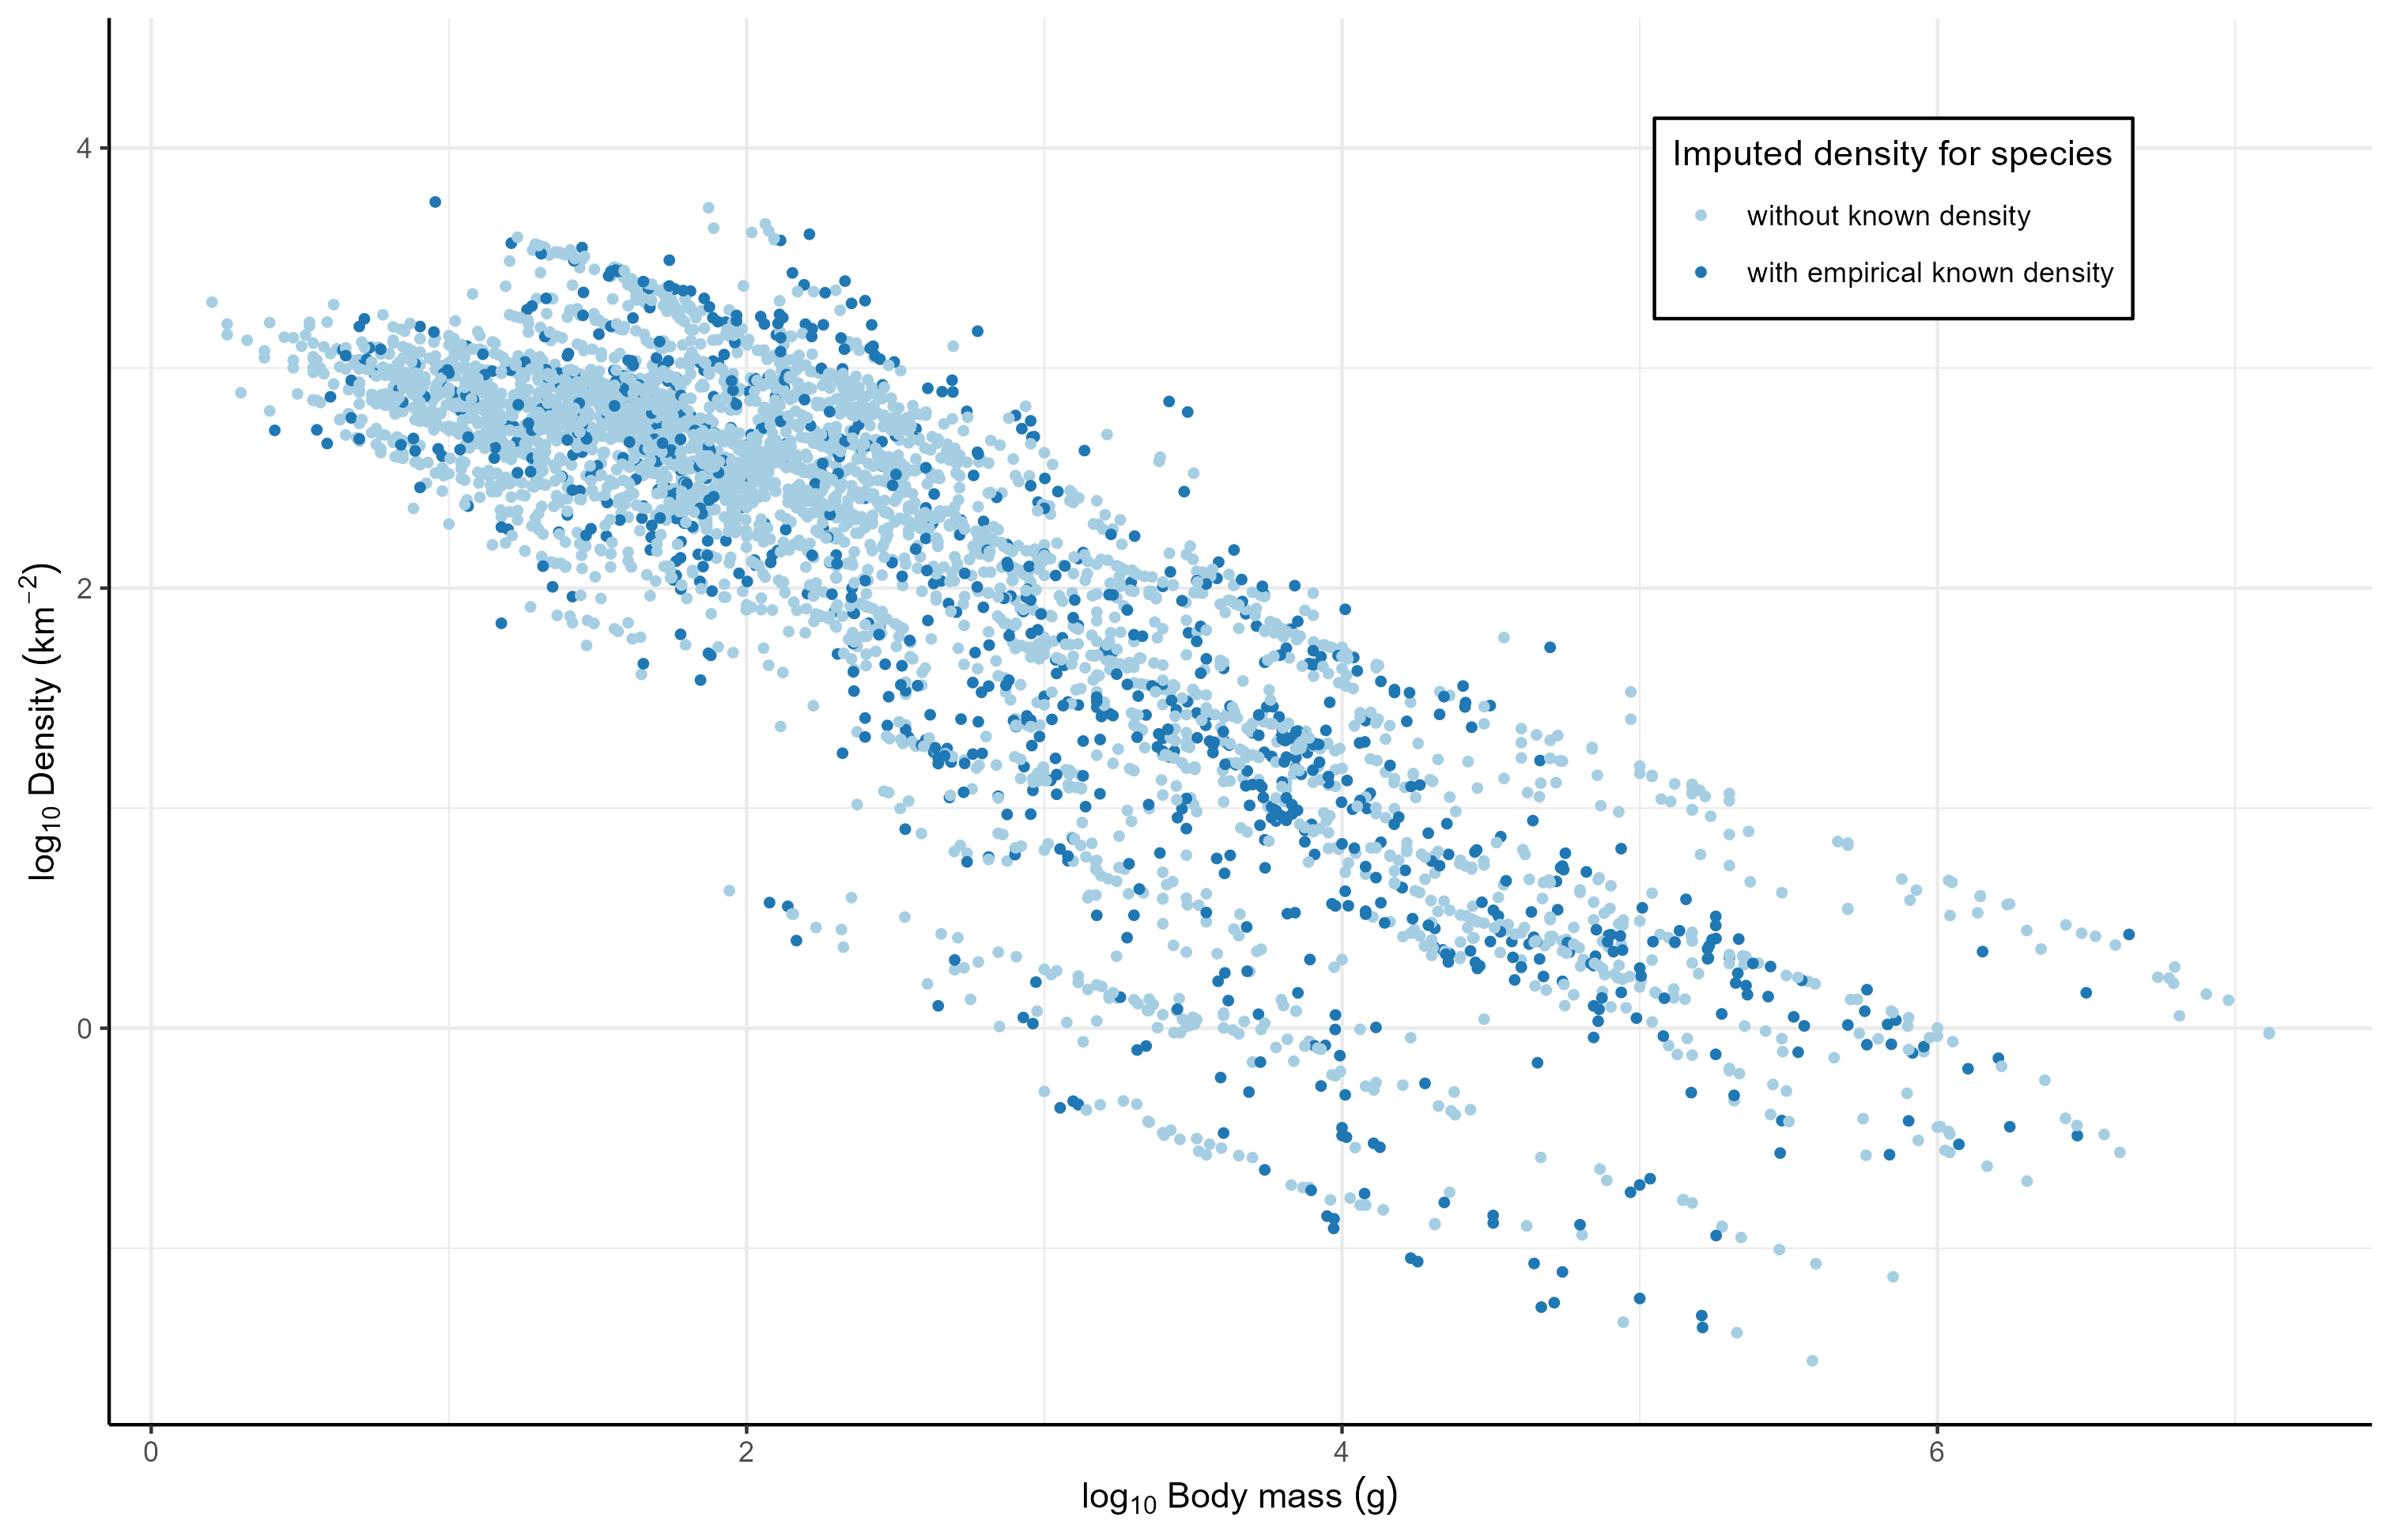 4
2
0
log₁₀ Density (km⁻²)
Imputed density for species
without known density
with empirical known density
0 2 4 6
log₁₀ Body mass (g)